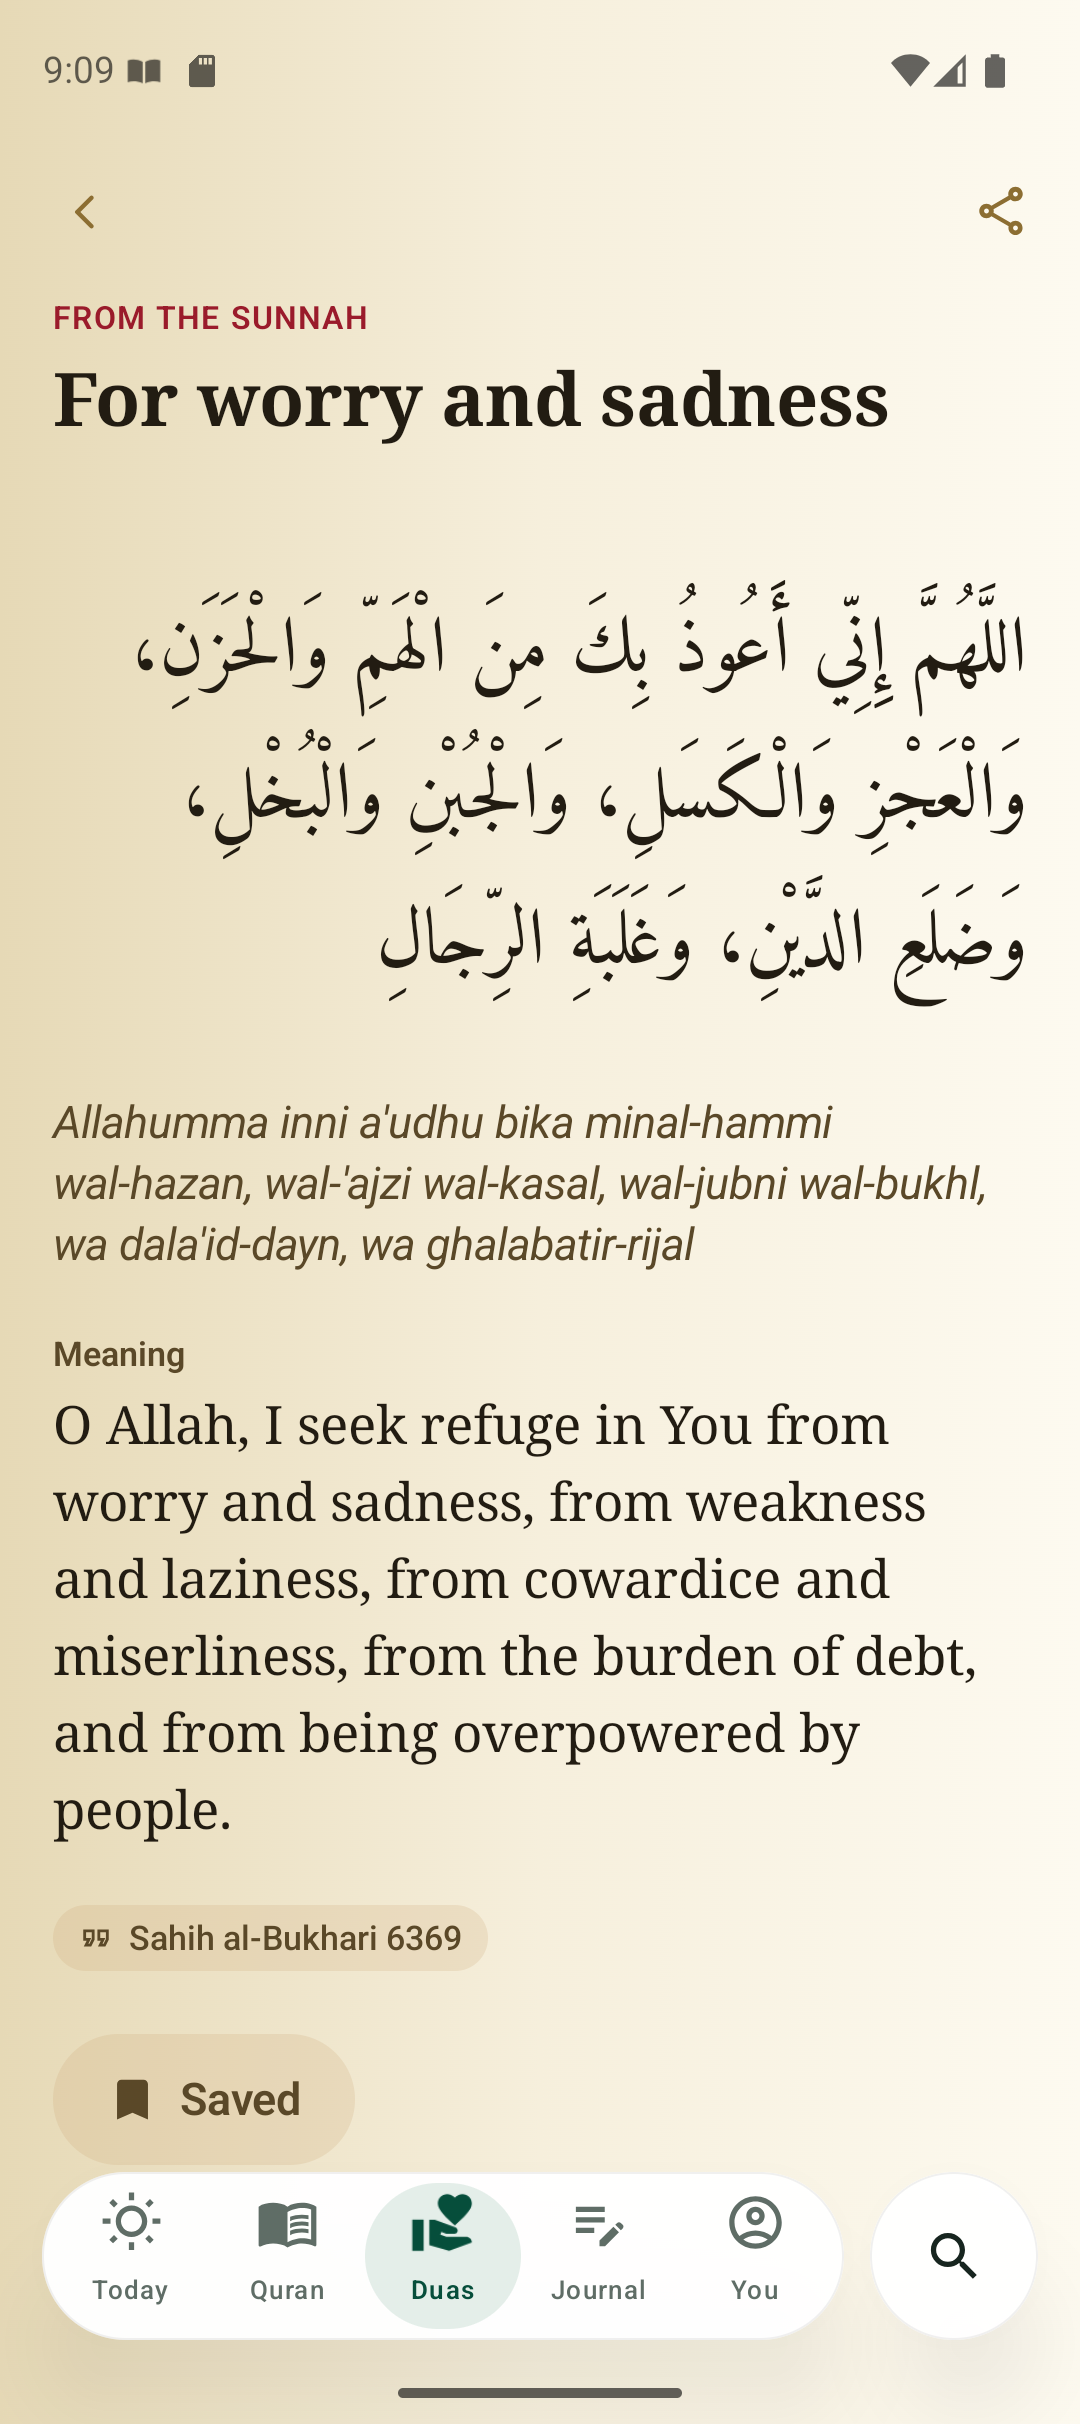 9:09
FROM THE SUNNAH
For worry and sadness
اللَّهُمَّ إِنِّي أَعُوذُ بِكَ مِنَ الْهَمِّ وَالْحَزَنِ،
وَالْعَجْزِ وَالْكَسَلِ، وَالْجُبْنِ وَالْبُخْلِ،
وَضَلَعِ الدَّيْنِ، وَغَلَبَةِ الرِّجَالِ
Allahumma inni a'udhu bika minal-hammi
wal-hazan, wal-'ajzi wal-kasal, wal-jubni wal-bukhl,
wa dala'id-dayn, wa ghalabatir-rijal
Meaning
O Allah, I seek refuge in You from
worry and sadness, from weakness
and laziness, from cowardice and
miserliness, from the burden of debt,
and from being overpowered by
people.
Sahih al-Bukhari 6369
Saved
Today Quran Duas Journal You